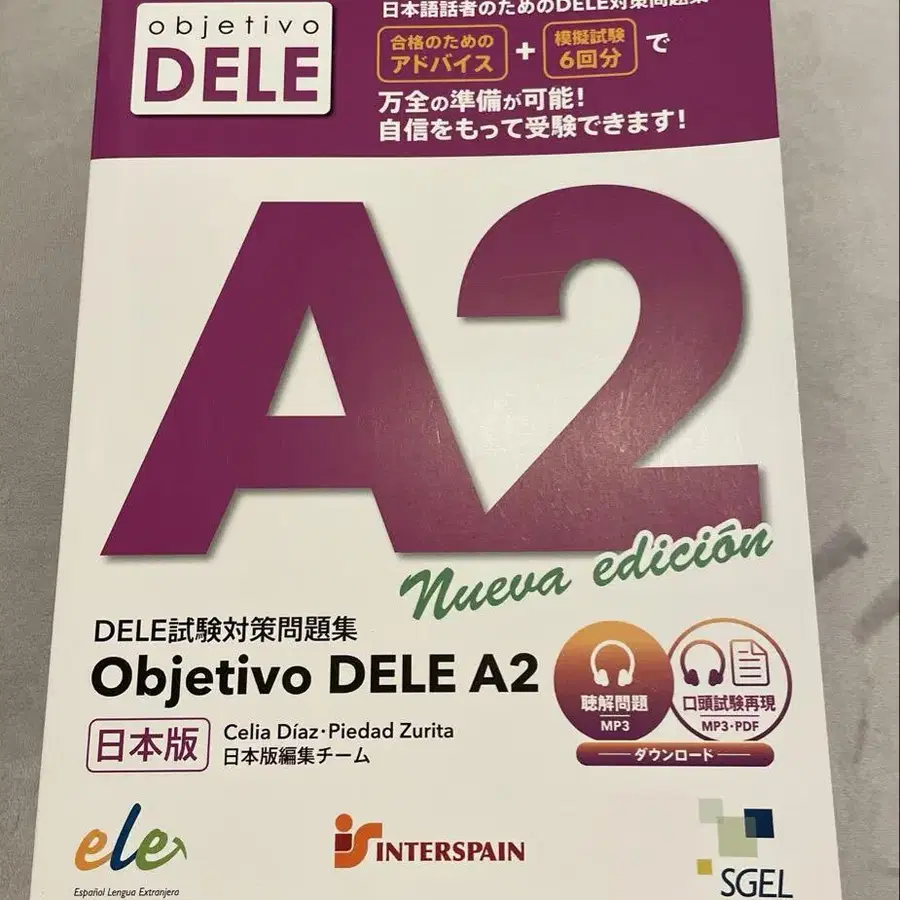 日本語話者のためのDELE対策問題集
objetivo
DELE
合格のための
アドバイス
+
模擬試験
6回分
で
万全の準備が可能!
自信をもって受験できます!
A2
Nueva edición
DELE試験対策問題集
Objetivo DELE A2
日本版
Celia Díaz・Piedad Zurita
日本版編集チーム
聴解問題
MP3
口頭試験再現
MP3・PDF
ダウンロード
ele
Español Lengua Extranjera
iS INTERSPAIN
SGEL